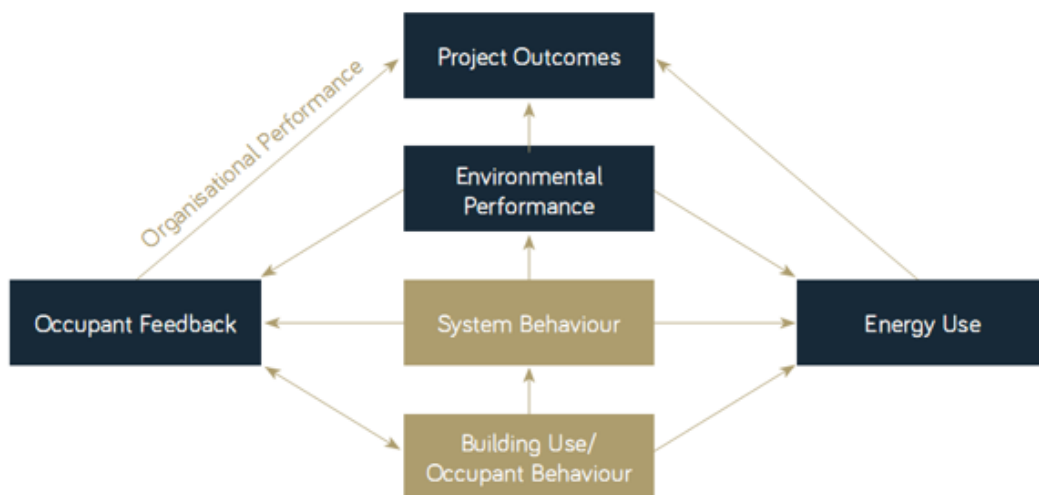 Project Outcomes
Organisational Performance
Environmental
Performance
Occupant Feedback
System Behaviour
Energy Use
Building Use/
Occupant Behaviour